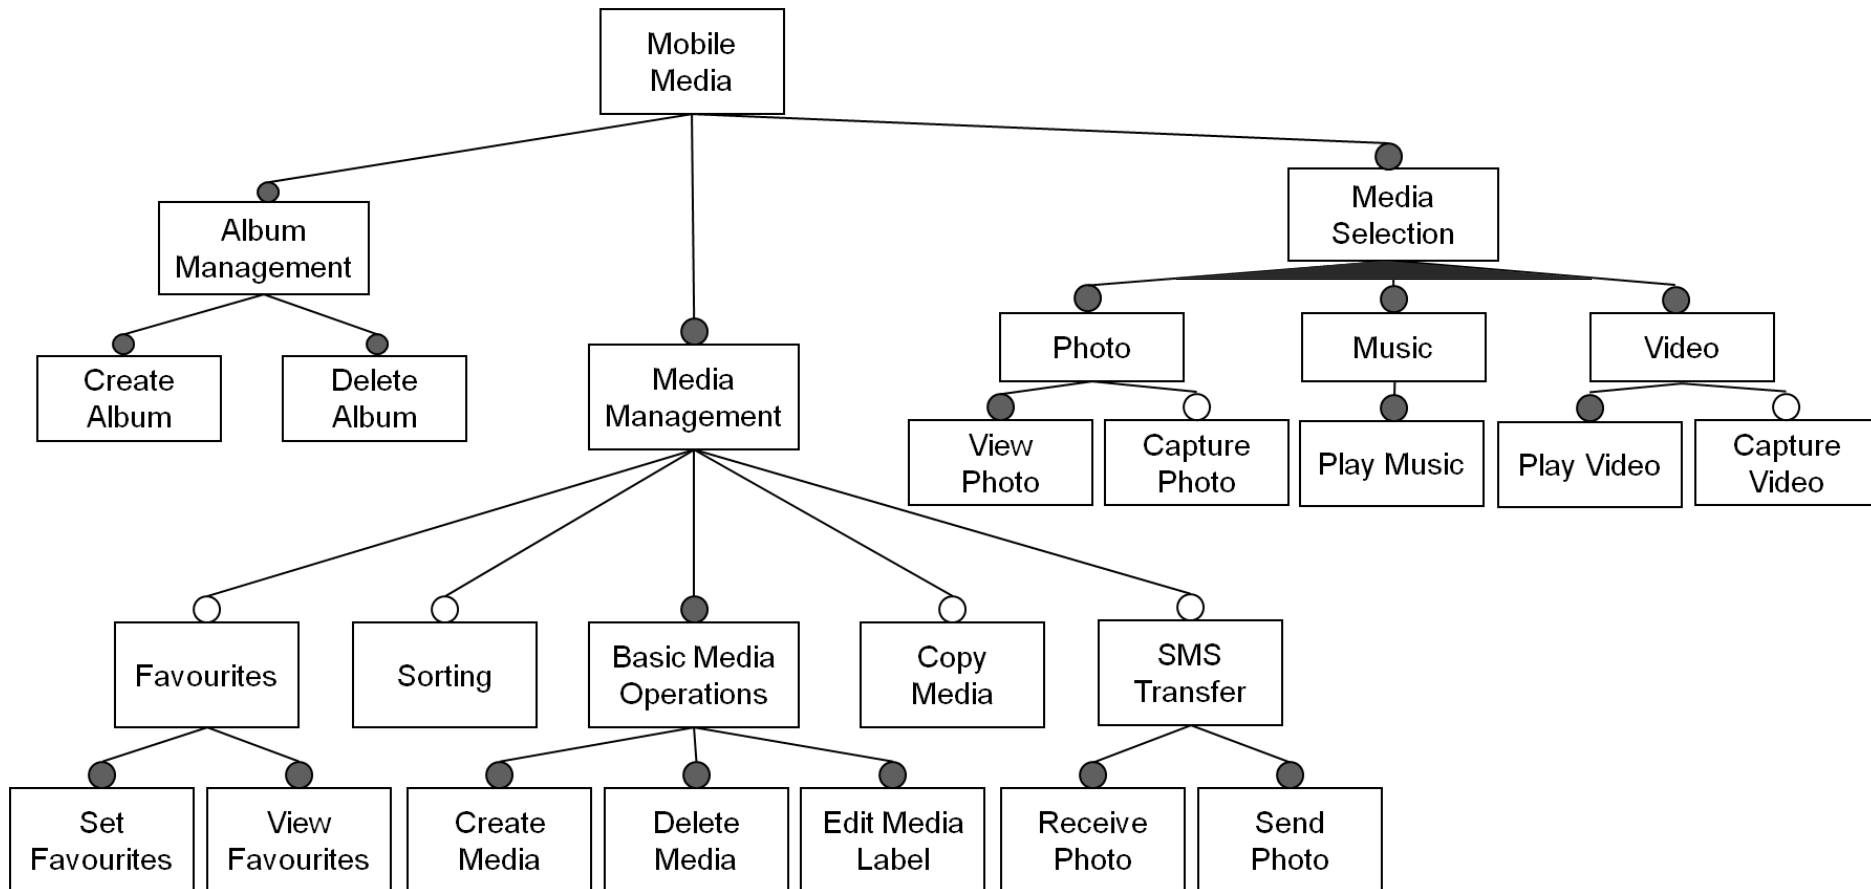 Mobile
Media
Media
Selection
Album
Management
Photo
Music
Video
Create
Album
Delete
Album
Media
Management
View
Photo
Capture
Photo
Play Music
Play Video
Capture
Video
Favourites
Sorting
Basic Media
Operations
Copy
Media
SMS
Transfer
Set
Favourites
View
Favourites
Create
Media
Delete
Media
Edit Media
Label
Receive
Photo
Send
Photo